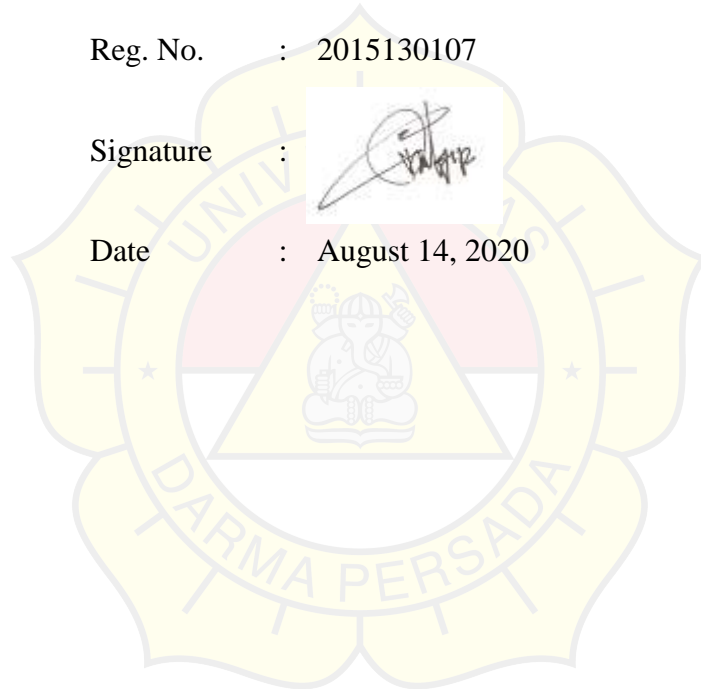 Reg. No. : 2015130107
Signature :
Date : August 14, 2020
UNIVERSITAS
DARMA PERSADA